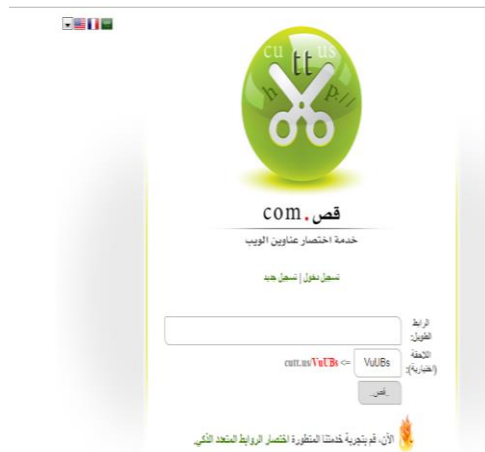 cu tt us
h p://
قص.com
خدمة اختصار عناوين الويب
تسجيل دخول | تسجيل جديد
الرابط
الطويل:
اللاحقة
(اختيارية):
VuUBs
cutt.us/VuUBs <=
..قص..
الأن، قم بتجربة خدمتنا المتطورة اختصار الروابط المتعدد الذكي.